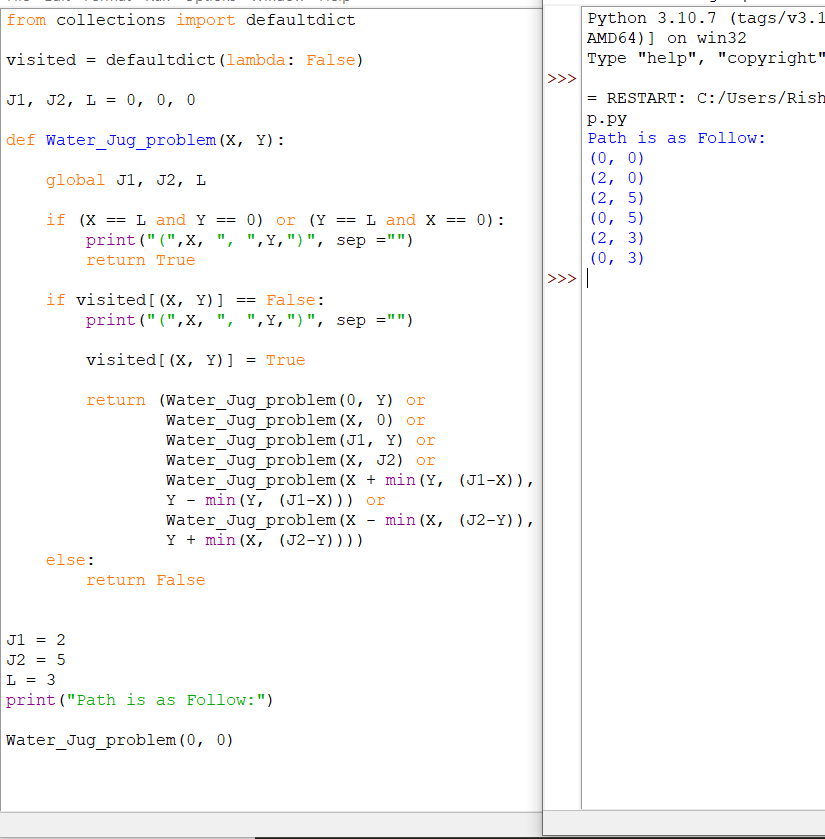 from collections import defaultdict
visited = defaultdict(lambda: False)
J1, J2, L = 0, 0, 0
def Water_Jug_problem(X, Y):
    global J1, J2, L
    if (X == L and Y == 0) or (Y == L and X == 0):
        print("(",X, ", ",Y,")", sep ="")
        return True
    if visited[(X, Y)] == False:
        print("(",X, ", ",Y,")", sep ="")
        visited[(X, Y)] = True
        return (Water_Jug_problem(0, Y) or
                Water_Jug_problem(X, 0) or
                Water_Jug_problem(J1, Y) or
                Water_Jug_problem(X, J2) or
                Water_Jug_problem(X + min(Y, (J1-X)),
                Y - min(Y, (J1-X))) or
                Water_Jug_problem(X - min(X, (J2-Y)),
                Y + min(X, (J2-Y))))
    else:
        return False
J1 = 2
J2 = 5
L = 3
print("Path is as Follow:")
Water_Jug_problem(0, 0)
Python 3.10.7 (tags/v3.1
AMD64)] on win32
Type "help", "copyright"
>>>
= RESTART: C:/Users/Rish
p.py
Path is as Follow:
(0, 0)
(2, 0)
(2, 5)
(0, 5)
(2, 3)
(0, 3)
>>>